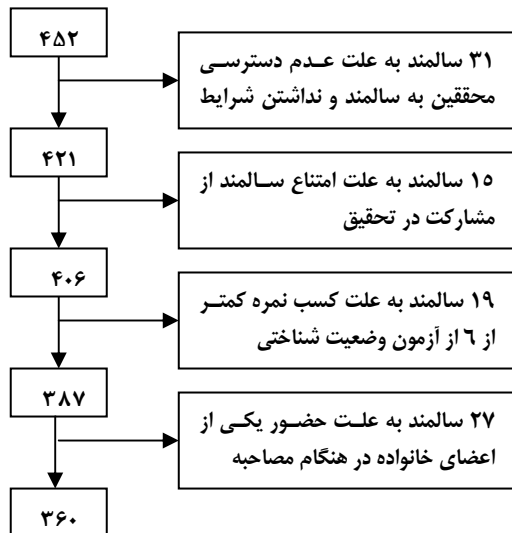 ۴۵۲
۳۱ سالمند به علت عدم دسترسی
محققین به سالمند و نداشتن شرایط
۴۲۱
۱۵ سالمند به علت امتناع سالمند از
مشارکت در تحقیق
۴۰۶
۱۹ سالمند به علت کسب نمره کمتر
از ٦ از آزمون وضعیت شناختی
۳۸۷
۲۷ سالمند به علت حضور یکی از
اعضای خانواده در هنگام مصاحبه
۳۶۰